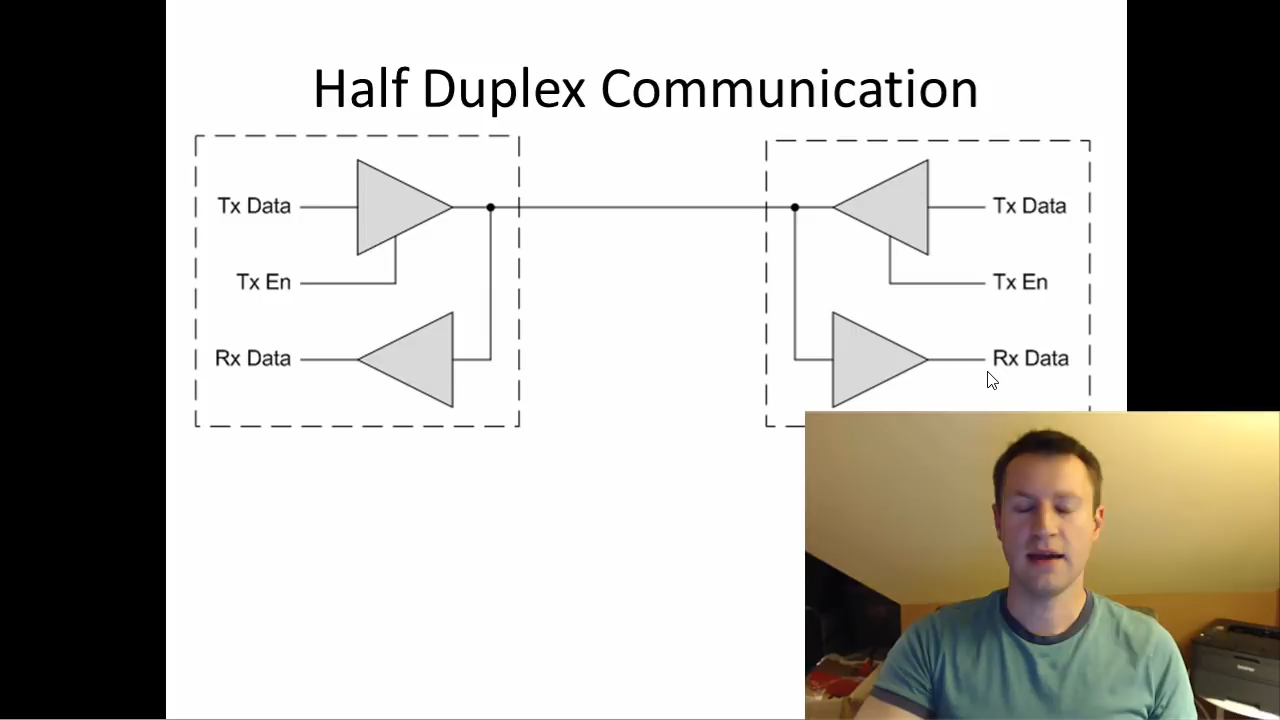 Half Duplex Communication
Tx Data
Tx En
Rx Data
Tx Data
Tx En
Rx Data